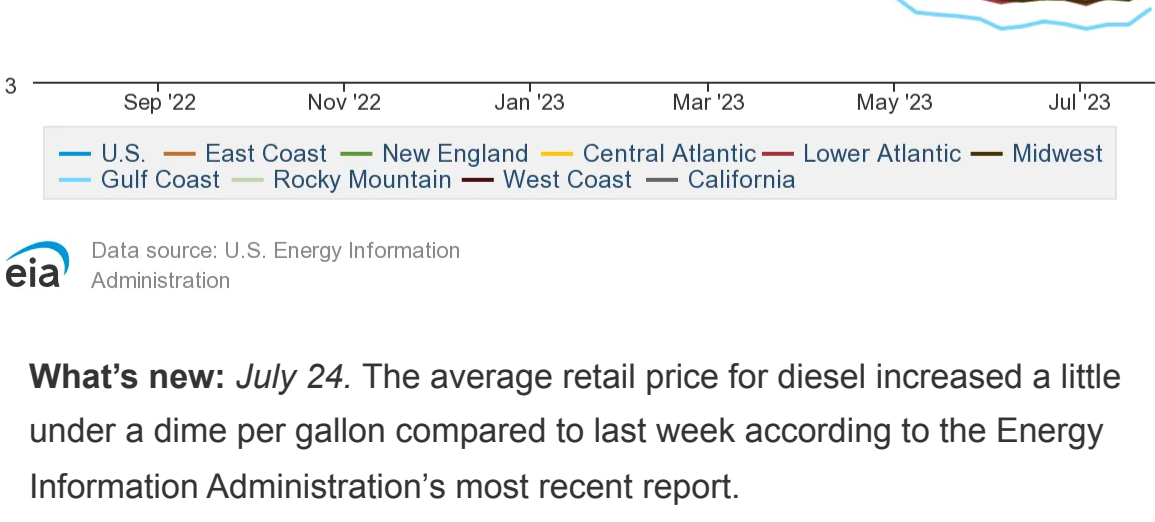 3
Sep '22 Nov '22 Jan '23 Mar '23 May '23 Jul '23
U.S. East Coast New England Central Atlantic Lower Atlantic Midwest
Gulf Coast Rocky Mountain West Coast California
eia
Data source: U.S. Energy Information
Administration
What’s new: July 24. The average retail price for diesel increased a little
under a dime per gallon compared to last week according to the Energy
Information Administration’s most recent report.